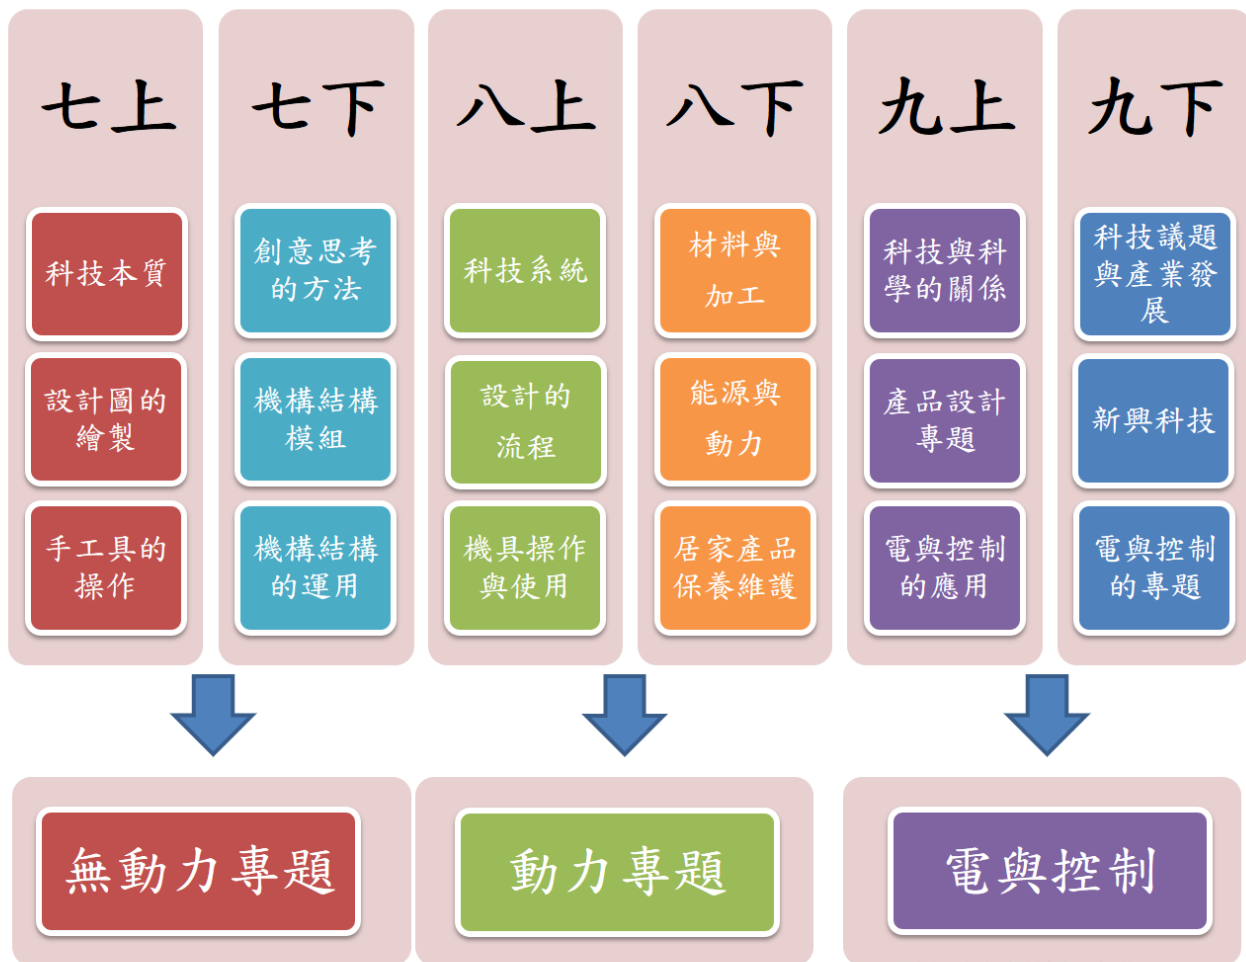 七上
科技本質
設計圖的
繪製
手工具的
操作
七下
創意思考
的方法
機構結構
模組
機構結構
的運用
八上
科技系統
設計的
流程
機具操作
與使用
八下
材料與
加工
能源與
動力
居家產品
保養維護
九上
科技與科
學的關係
產品設計
專題
電與控制
的應用
九下
科技議題
與產業發
展
新興科技
電與控制
的專題
無動力專題
動力專題
電與控制